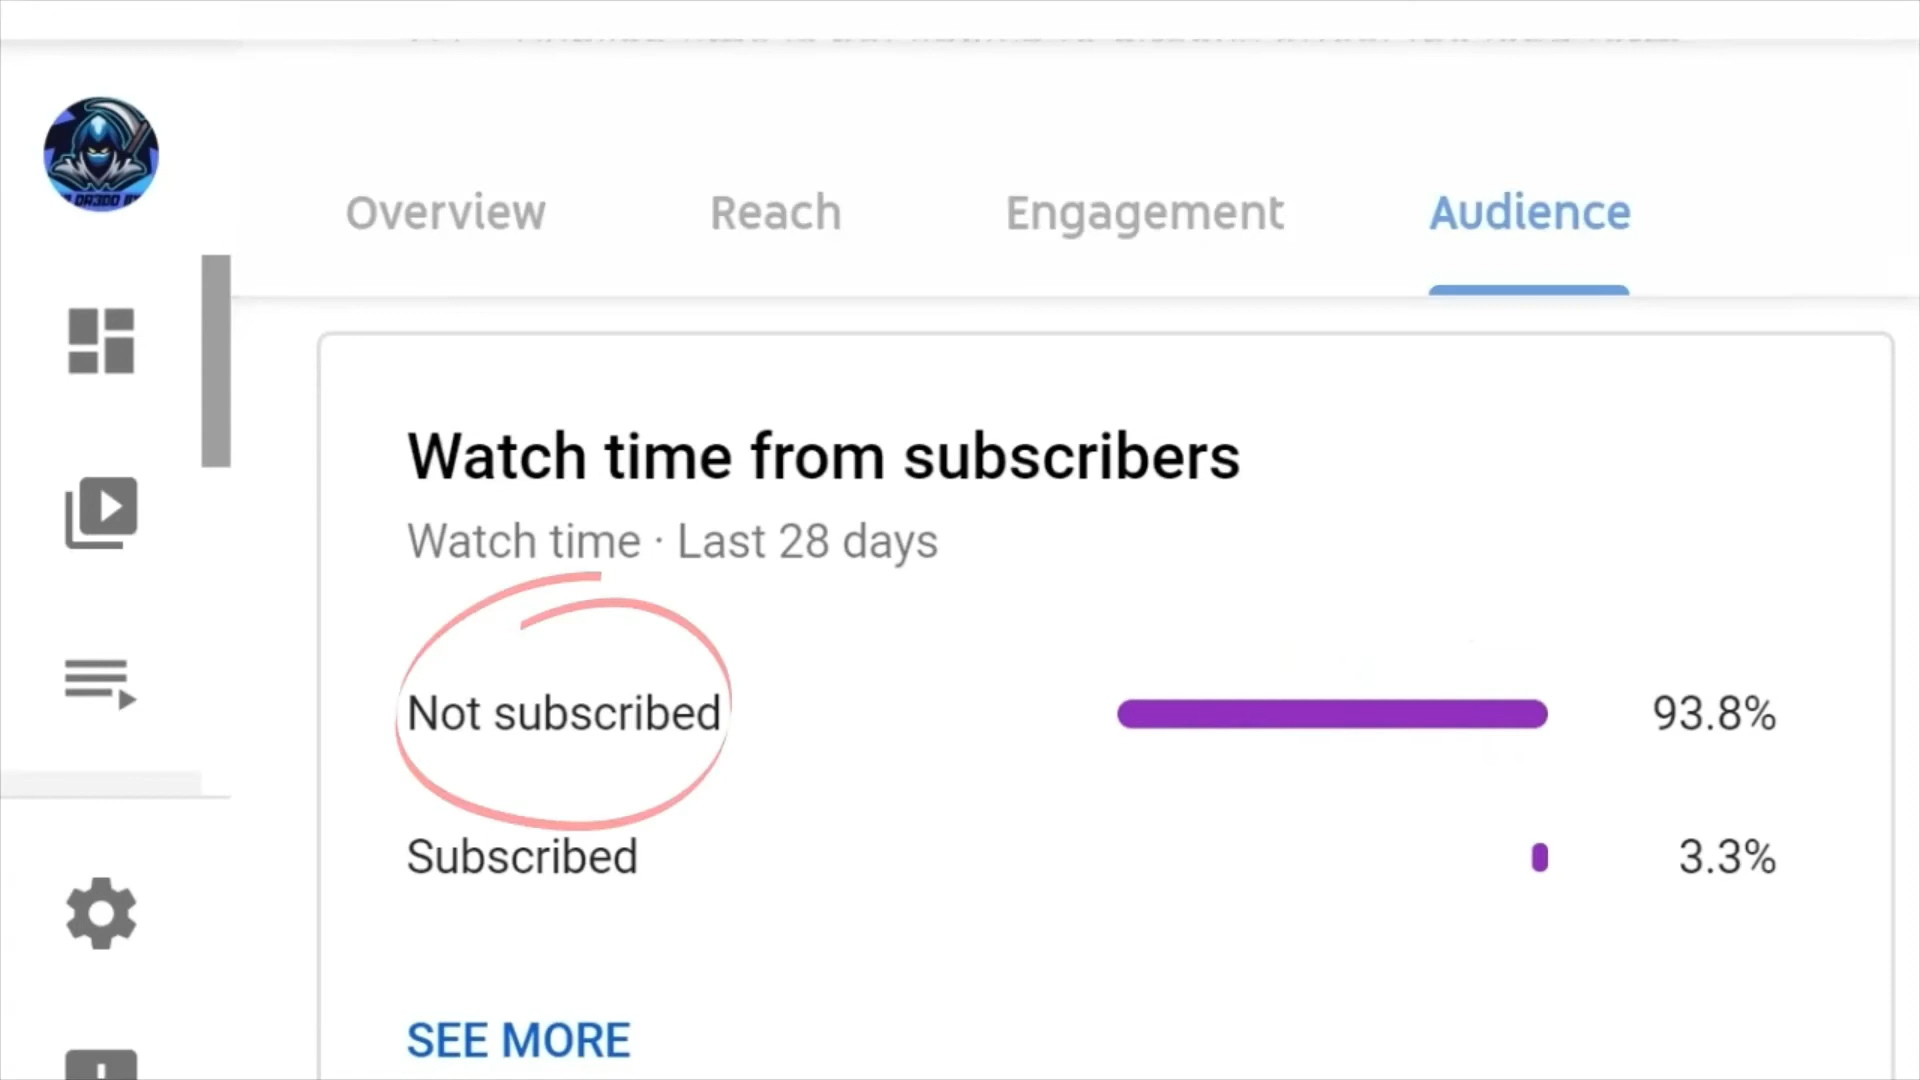 Overview Reach Engagement Audience
Watch time from subscribers
Watch time · Last 28 days
Not subscribed 93.8%
Subscribed 3.3%
SEE MORE